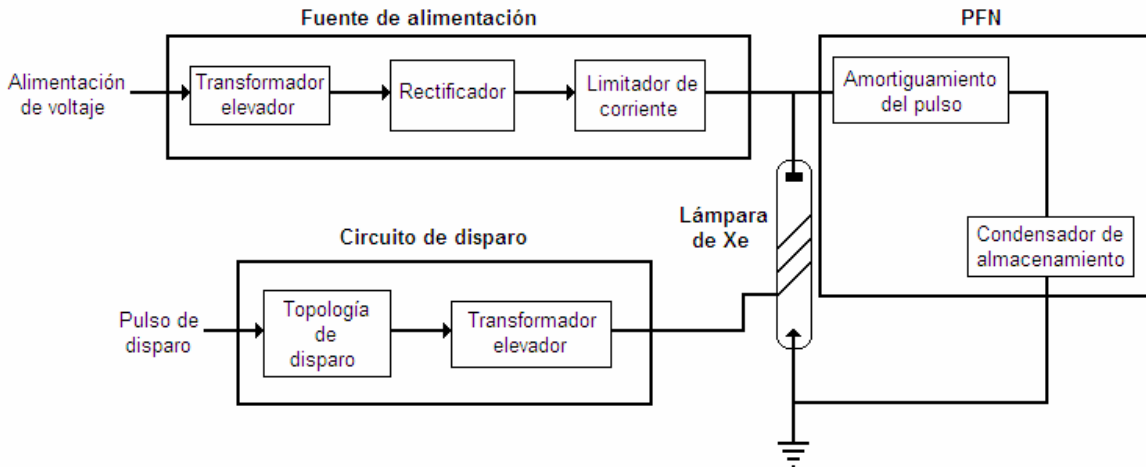 Fuente de alimentación
PFN
Alimentación
de voltaje
Transformador
elevador
Rectificador
Limitador de
corriente
Amortiguamiento
del pulso
Lámpara
de Xe
Condensador de
almacenamiento
Circuito de disparo
Pulso de
disparo
Topología
de
disparo
Transformador
elevador